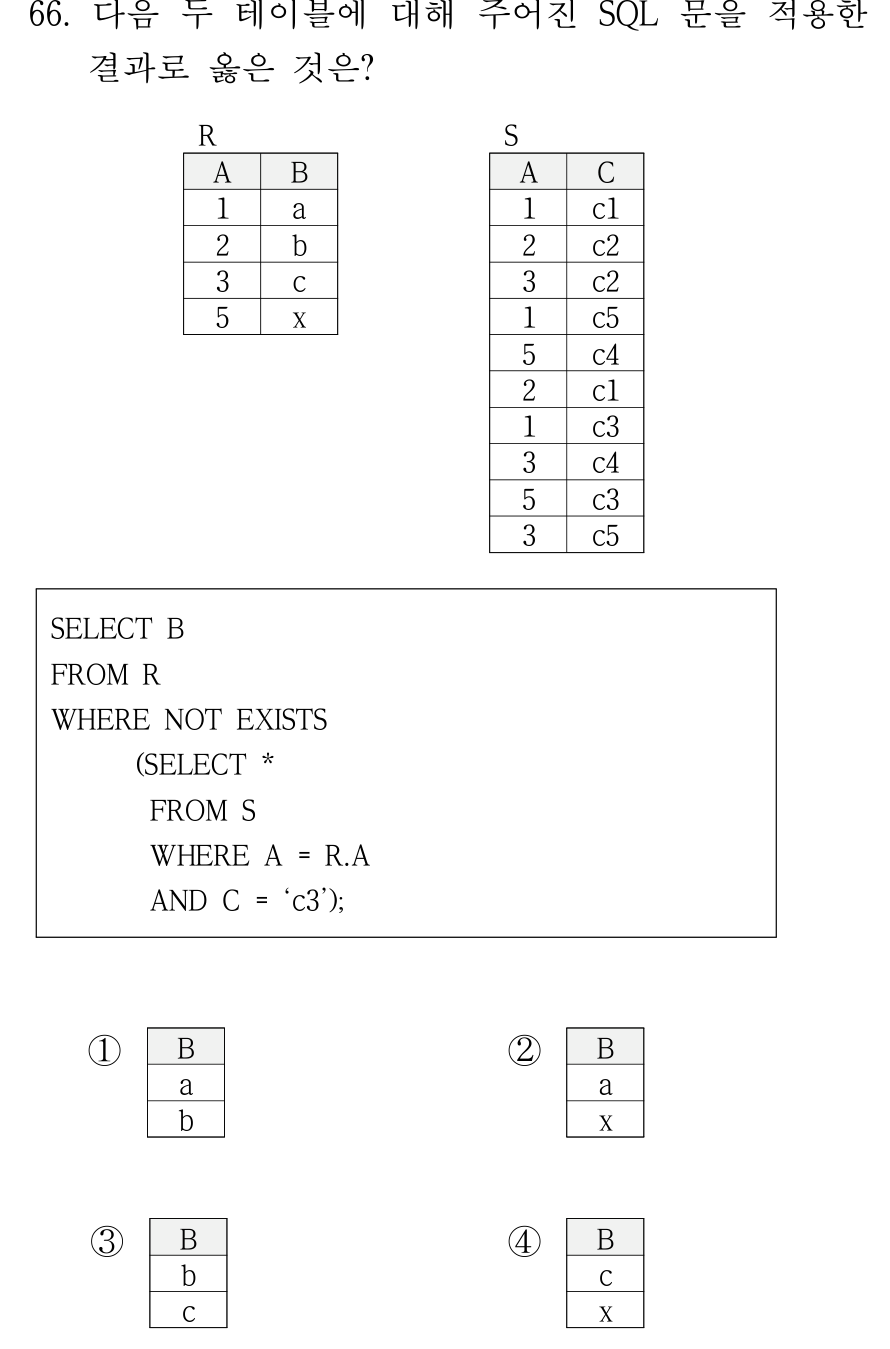 66. 다음 두 테이블에 대해 주어진 SQL 문을 적용한
결과로 옳은 것은?
R
A B
1 a
2 b
3 c
5 x
S
A C
1 c1
2 c2
3 c2
1 c5
5 c4
2 c1
1 c3
3 c4
5 c3
3 c5
SELECT B
FROM R
WHERE NOT EXISTS
(SELECT *
FROM S
WHERE A = R.A
AND C = ‘c3’);
①
B
a
b
②
B
a
x
③
B
b
c
④
B
c
x